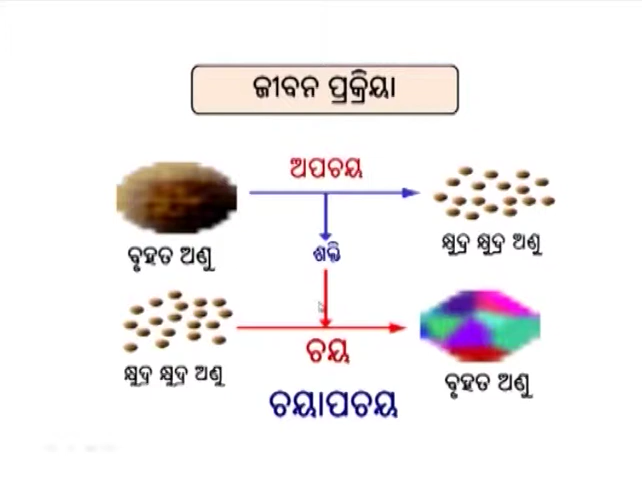 ଜୀବନ ପ୍ରକ୍ରିୟା
ଅପଚୟ
ବୃହତ ଅଣୁ
ଶକ୍ତି
କ୍ଷୁଦ୍ର କ୍ଷୁଦ୍ର ଅଣୁ
କ୍ଷୁଦ୍ର କ୍ଷୁଦ୍ର ଅଣୁ
ଚୟ
ବୃହତ ଅଣୁ
ଚୟାପଚୟ